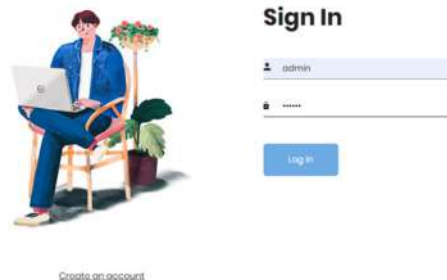 Sign In
admin
••••••
Log in
Create an account